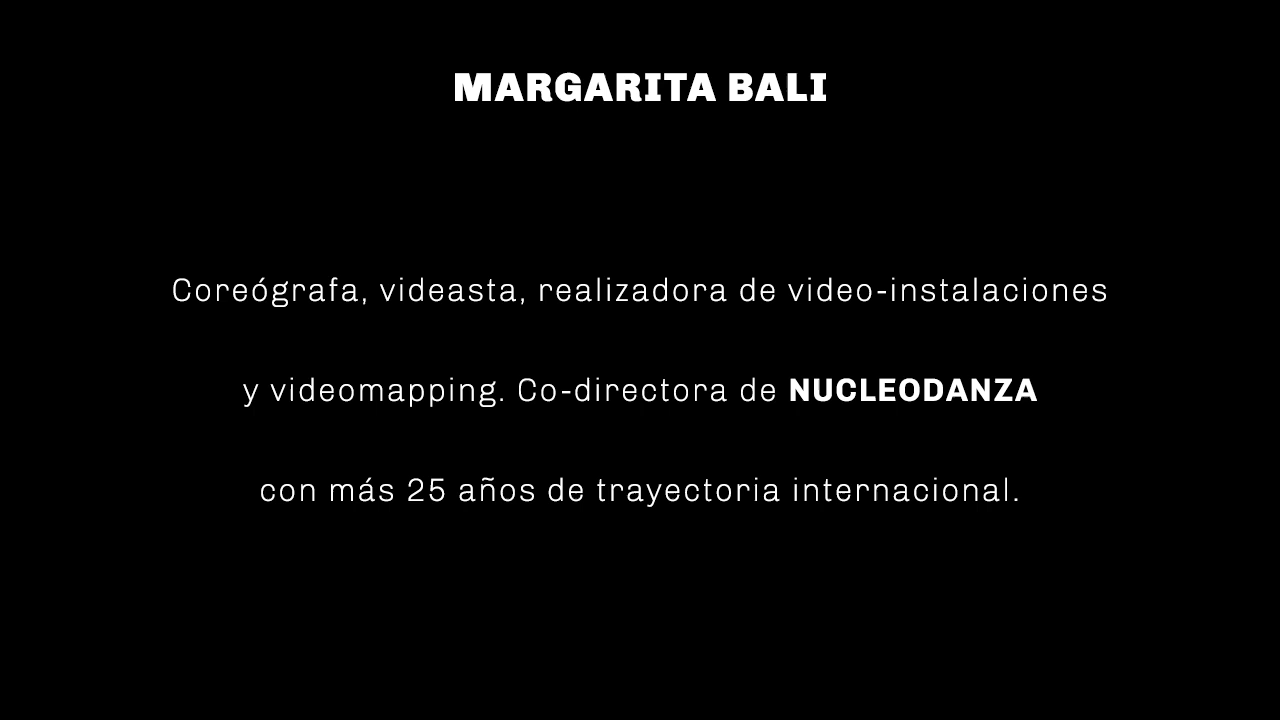 MARGARITA BALI
Coreógrafa, videasta, realizadora de video-instalaciones
y videomapping. Co-directora de NUCLEODANZA
con más 25 años de trayectoria internacional.